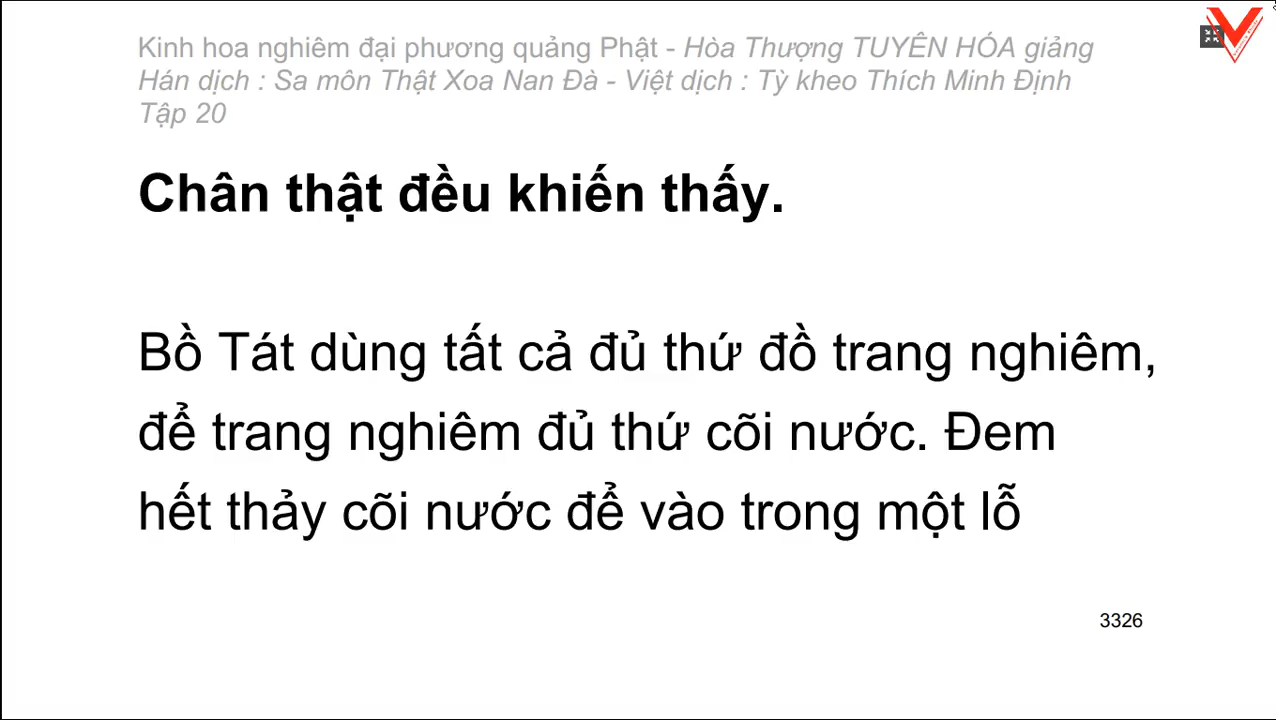 Kinh hoa nghiêm đại phương quảng Phật - Hòa Thượng TUYÊN HÓA giảng
Hán dịch : Sa môn Thật Xoa Nan Đà - Việt dịch : Tỳ kheo Thích Minh Định
Tập 20
Chân thật đều khiến thấy.
Bồ Tát dùng tất cả đủ thứ đồ trang nghiêm,
để trang nghiêm đủ thứ cõi nước. Đem
hết thảy cõi nước để vào trong một lỗ
3326